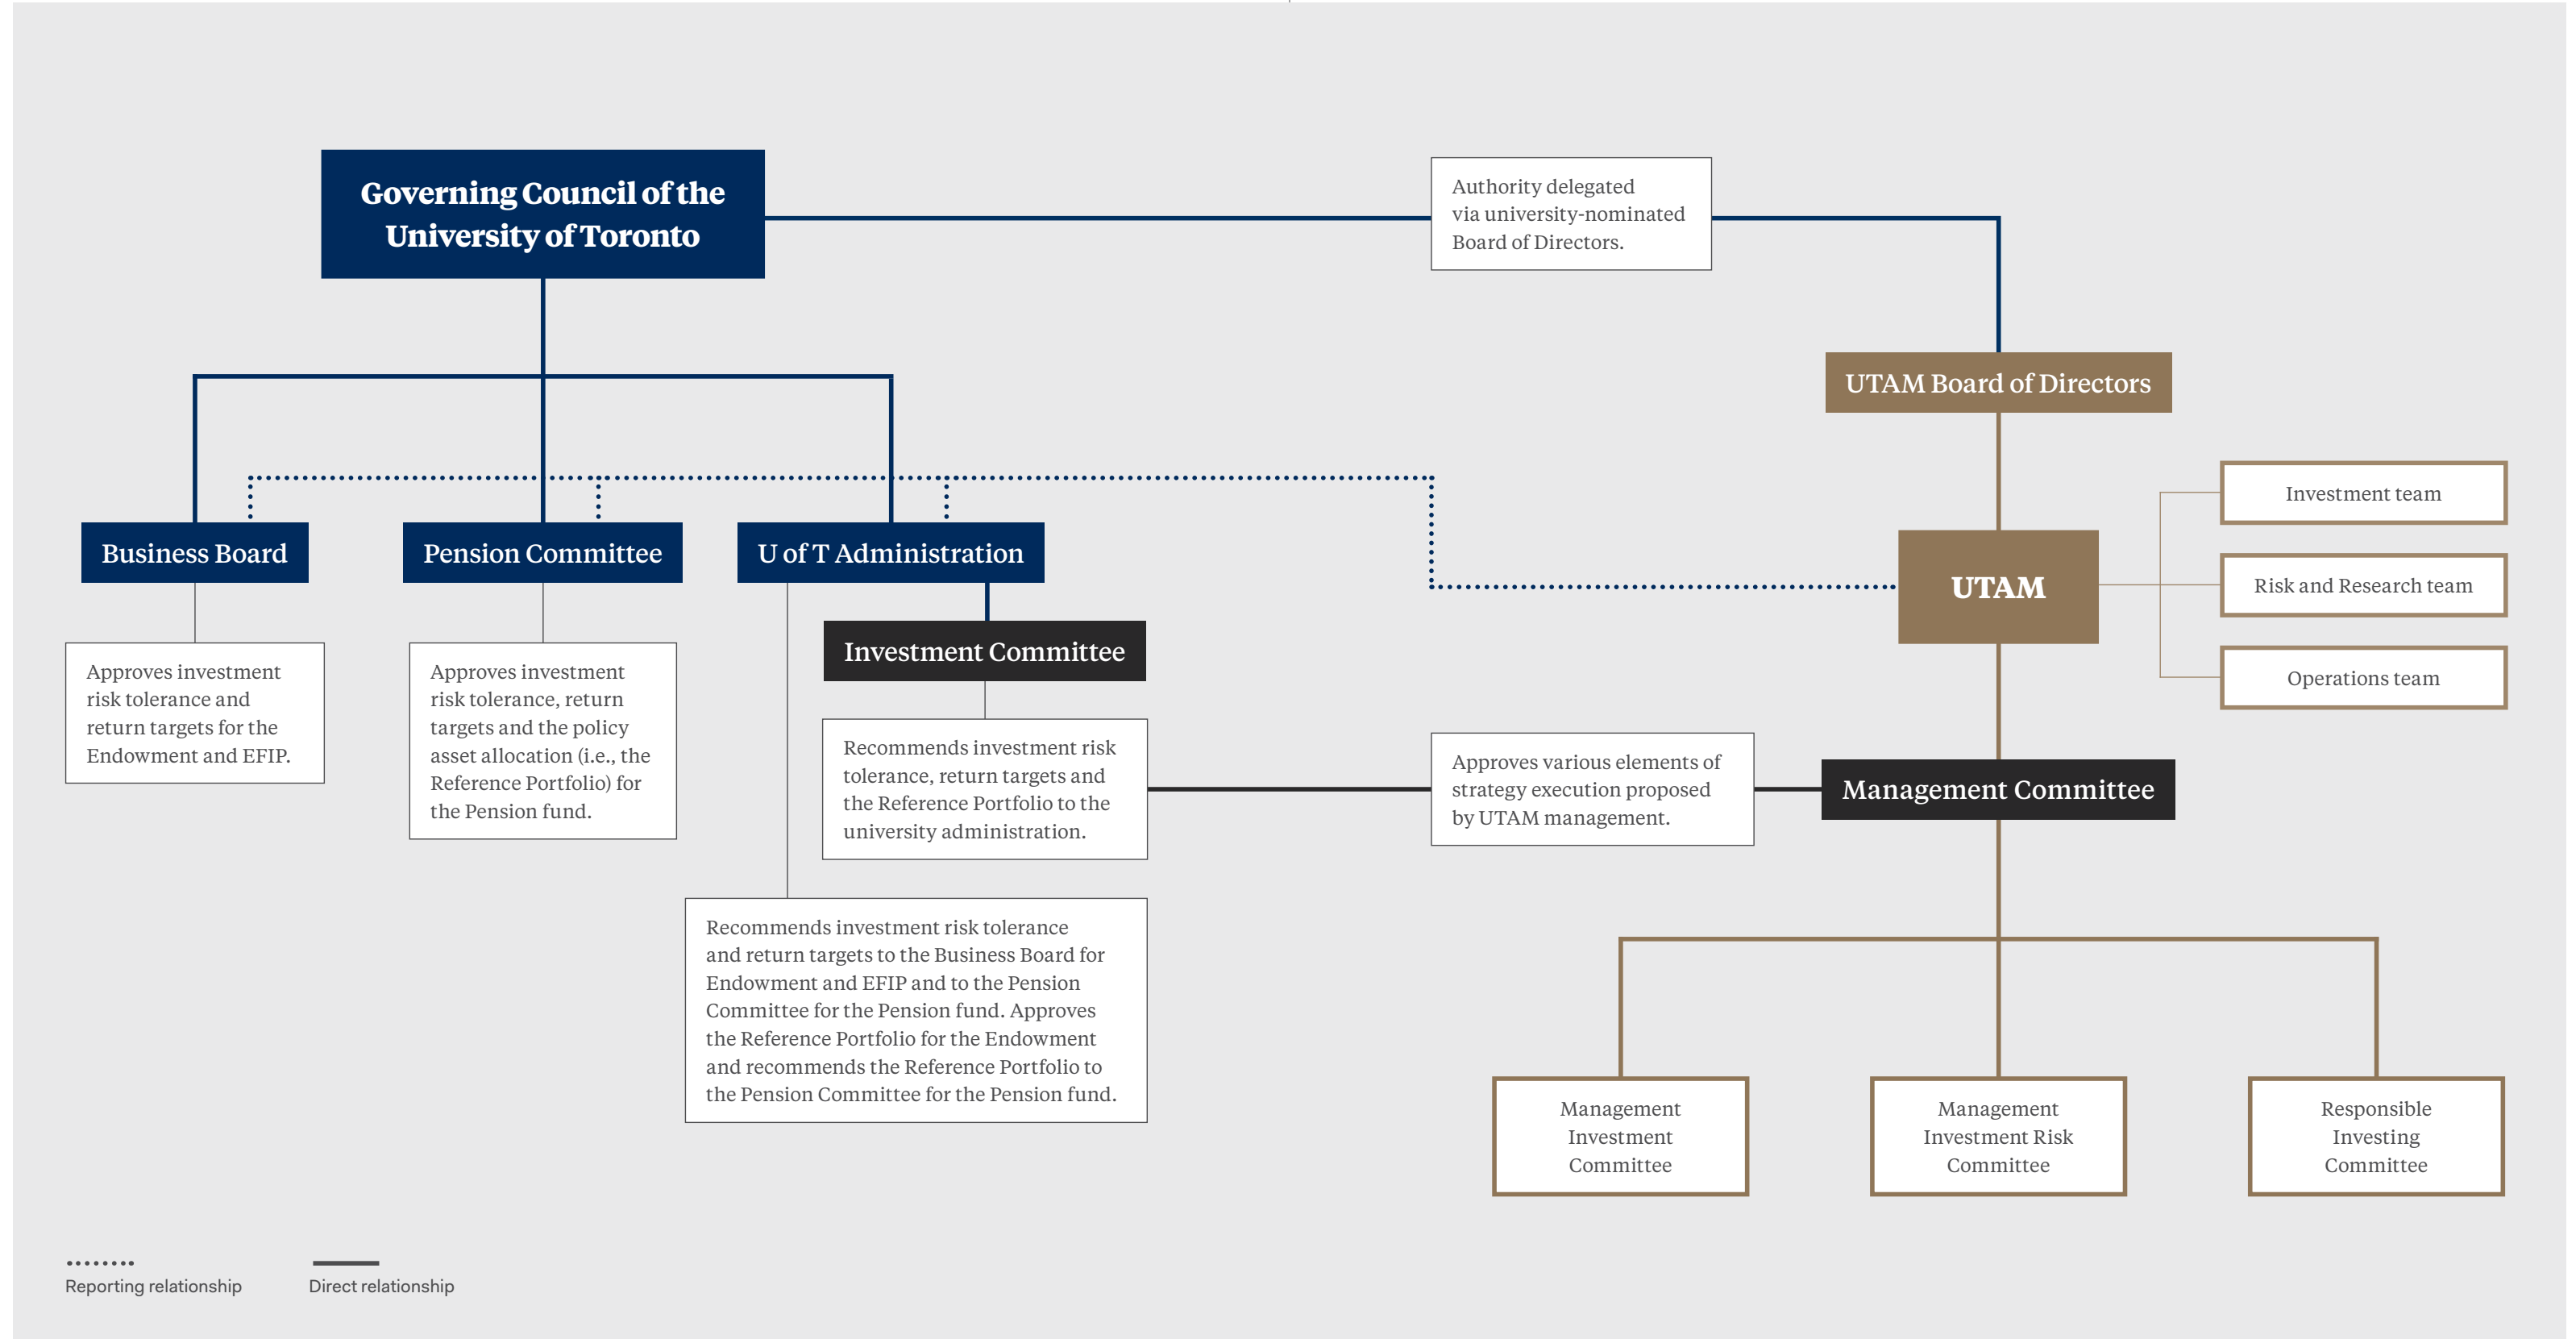 Governing Council of the
University of Toronto
Authority delegated
via university-nominated
Board of Directors.
UTAM Board of Directors
Investment team
Risk and Research team
Operations team
UTAM
Business Board
Pension Committee
U of T Administration
Investment Committee
Approves investment
risk tolerance and
return targets for the
Endowment and EFIP.
Approves investment
risk tolerance, return
targets and the policy
asset allocation (i.e., the
Reference Portfolio) for
the Pension fund.
Recommends investment risk
tolerance, return targets and
the Reference Portfolio to the
university administration.
Approves various elements of
strategy execution proposed
by UTAM management.
Management Committee
Recommends investment risk tolerance
and return targets to the Business Board for
Endowment and EFIP and to the Pension
Committee for the Pension fund. Approves
the Reference Portfolio for the Endowment
and recommends the Reference Portfolio to
the Pension Committee for the Pension fund.
Management
Investment
Committee
Management
Investment Risk
Committee
Responsible
Investing
Committee
Reporting relationship
Direct relationship